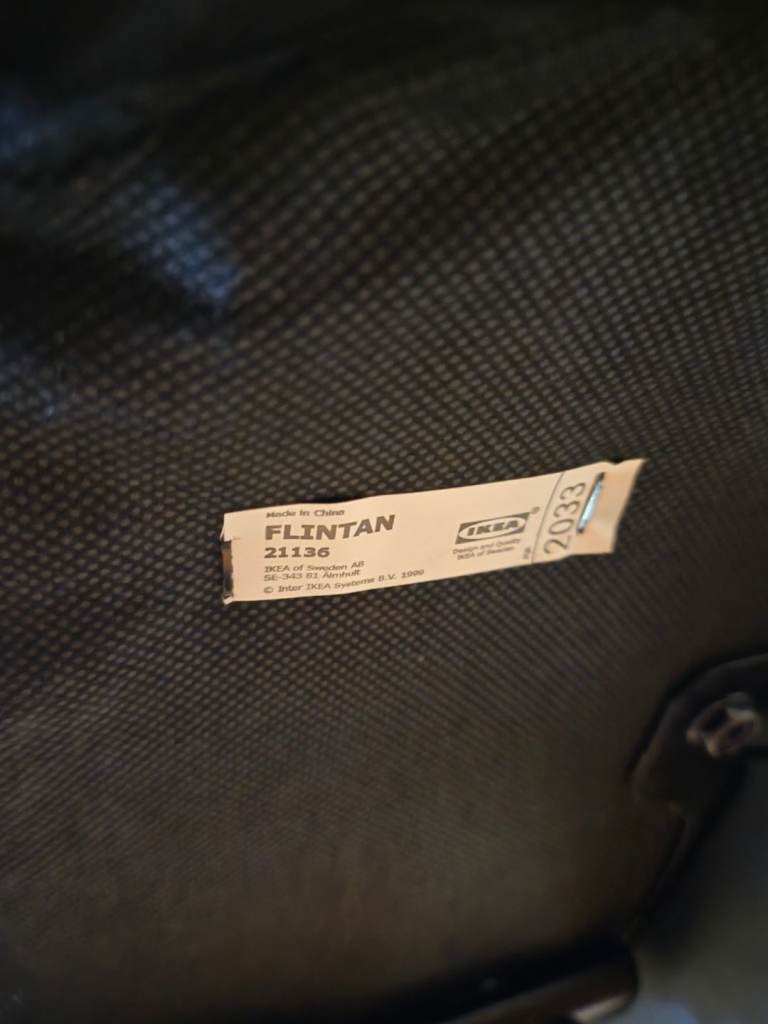 Made in China
FLINTAN
21136
IKEA of Sweden AB
SE-343 81 Älmhult
© Inter IKEA Systems B.V. 1999
IKEA®
Design and Quality
IKEA of Sweden
2033